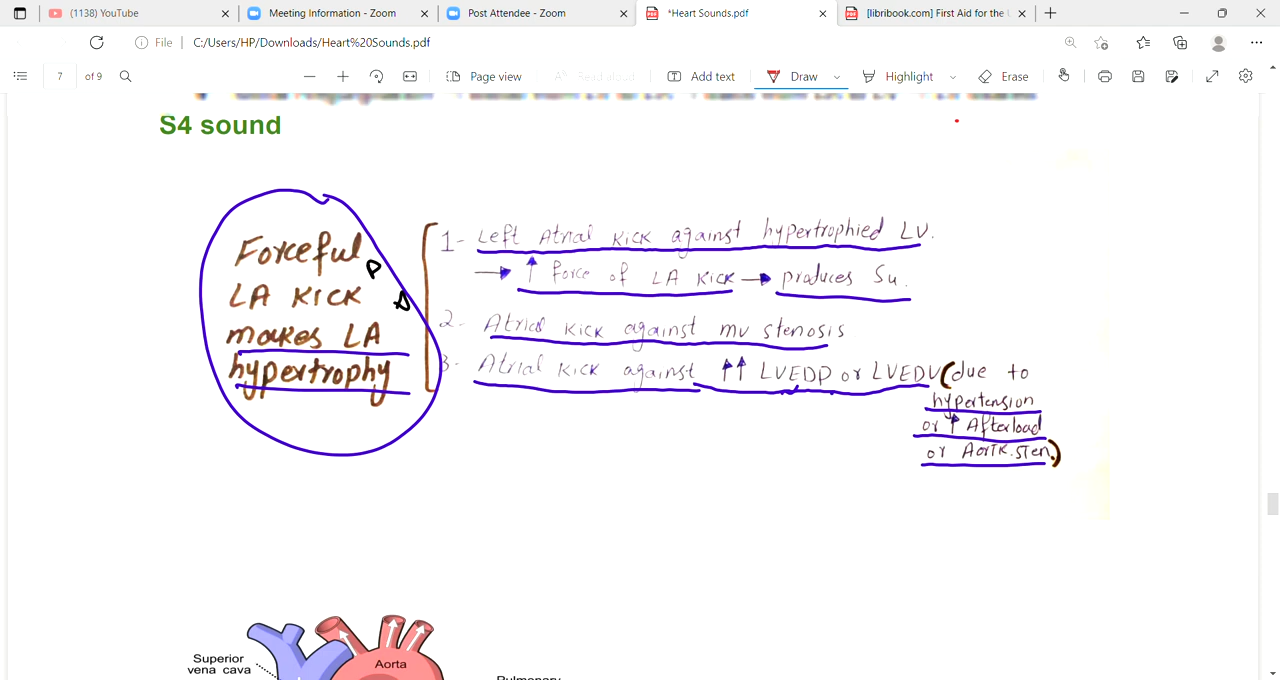 (1138) YouTube
Meeting Information - Zoom
Post Attendee - Zoom
*Heart Sounds.pdf
[libribook.com] First Aid for the
File | C:/Users/HP/Downloads/Heart%20Sounds.pdf
7 of 9
Page view
Read aloud
Add text
Draw
Highlight
Erase
S4 sound
Forceful
LA KICK
makes LA
hypertrophy
1- Left Atrial kick against hypertrophied LV.
→ ↑ force of LA kick → produces S4.
2- Atrial kick against mv stenosis
3- Atrial kick against ↑↑ LVEDP or LVEDV (due to
hypertension
or ↑ Afterload
or Aortk.sten.)
Superior
vena cava
Aorta